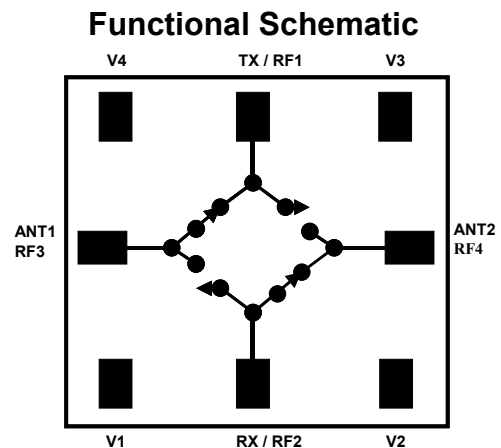 Functional Schematic
V4 TX / RF1 V3
ANT1
RF3
ANT2
RF4
V1 RX / RF2 V2